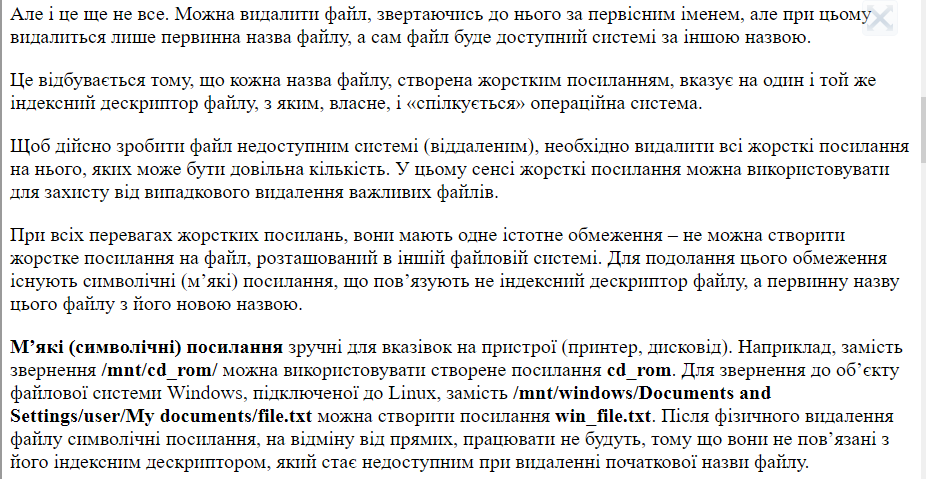 Але і це ще не все. Можна видалити файл, звертаючись до нього за первісним іменем, але при цьому
видалиться лише первинна назва файлу, а сам файл буде доступний системі за іншою назвою.
Це відбувається тому, що кожна назва файлу, створена жорстким посиланням, вказує на один і той же
індексний дескриптор файлу, з яким, власне, і «спілкується» операційна система.
Щоб дійсно зробити файл недоступним системі (віддаленим), необхідно видалити всі жорсткі посилання
на нього, яких може бути довільна кількість. У цьому сенсі жорсткі посилання можна використовувати
для захисту від випадкового видалення важливих файлів.
При всіх перевагах жорстких посилань, вони мають одне істотне обмеження – не можна створити
жорстке посилання на файл, розташований в іншій файловій системі. Для подолання цього обмеження
існують символічні (м’які) посилання, що пов’язують не індексний дескриптор файлу, а первинну назву
цього файлу з його новою назвою.
М’які (символічні) посилання зручні для вказівок на пристрої (принтер, дисковід). Наприклад, замість
звернення /mnt/cd_rom/ можна використовувати створене посилання cd_rom. Для звернення до об’єкту
файлової системи Windows, підключеної до Linux, замість /mnt/windows/Documents and
Settings/user/My documents/file.txt можна створити посилання win_file.txt. Після фізичного видалення
файлу символічні посилання, на відміну від прямих, працювати не будуть, тому що вони не пов’язані з
його індексним дескриптором, який стає недоступним при видаленні початкової назви файлу.